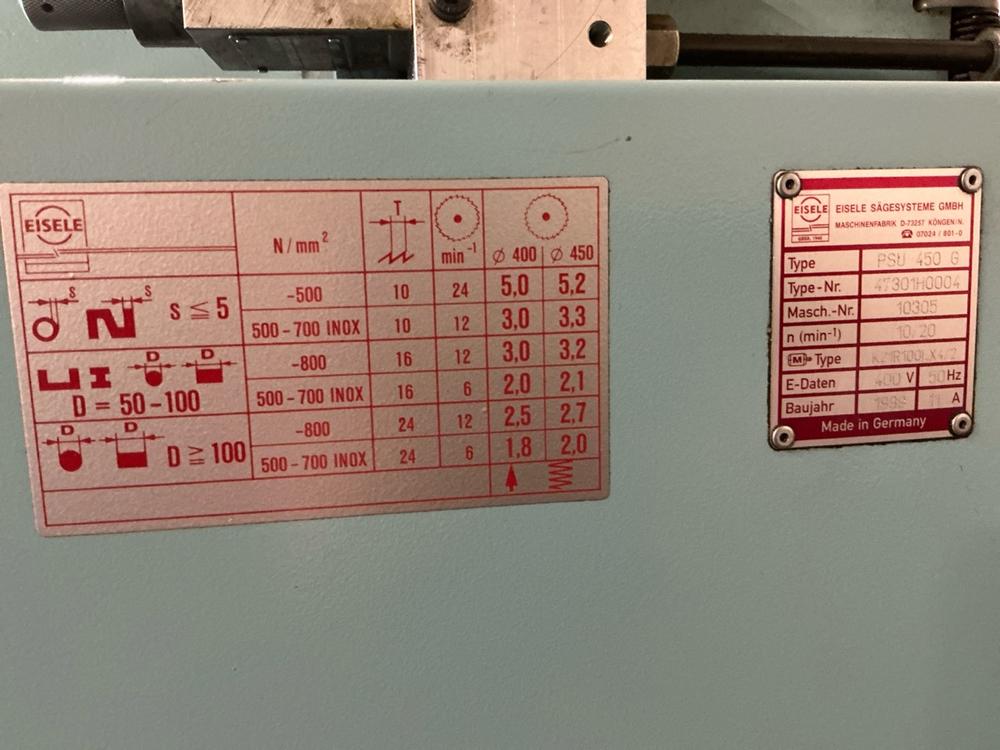 EISELE
N / mm²
T
min⁻¹
ø 400 ø 450
S S S ≦ 5
-500 10 24 5,0 5,2
500 - 700 INOX 10 12 3,0 3,3
D D
D = 50 - 100
-800 16 12 3,0 3,2
500 - 700 INOX 16 6 2,0 2,1
D D D ≧ 100
-800 24 12 2,5 2,7
500 - 700 INOX 24 6 1,8 2,0
EISELE
EISELE SÄGESYSTEME GMBH
MASCHINENFABRIK D-73257 KÖNGEN/N.
☎ 07024 / 801-0
Type PSU 450 G
Type-Nr. 47301H0004
Masch.-Nr. 10305
n (min-¹) 10/20
M Type
E-Daten 400 V 50 Hz
Baujahr 11 A
Made in Germany